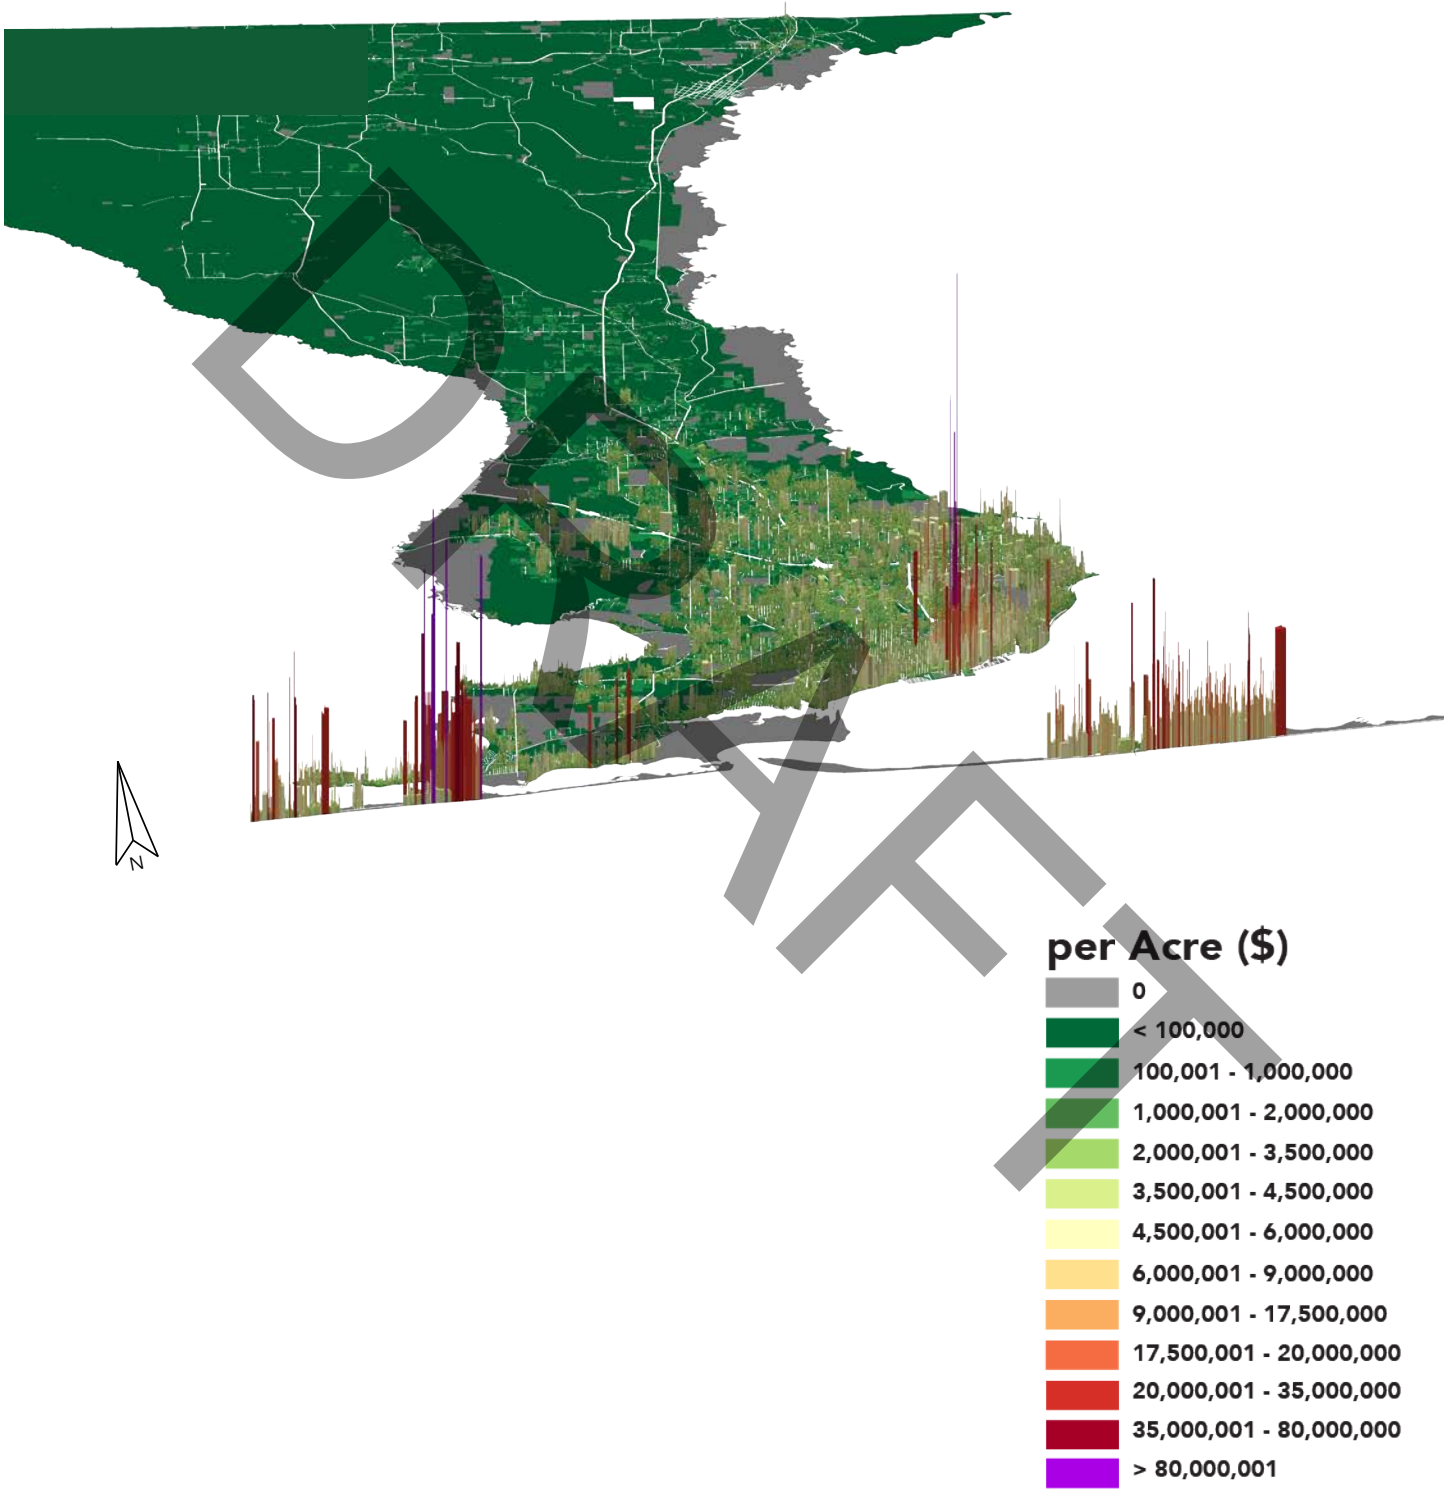 DRAFT
N
per Acre ($)
0
< 100,000
100,001 - 1,000,000
1,000,001 - 2,000,000
2,000,001 - 3,500,000
3,500,001 - 4,500,000
4,500,001 - 6,000,000
6,000,001 - 9,000,000
9,000,001 - 17,500,000
17,500,001 - 20,000,000
20,000,001 - 35,000,000
35,000,001 - 80,000,000
> 80,000,001